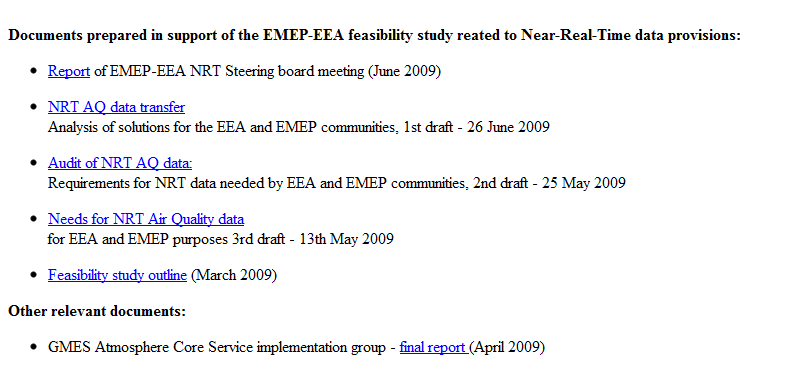 Documents prepared in support of the EMEP-EEA feasibility study reated to Near-Real-Time data provisions:
• Report of EMEP-EEA NRT Steering board meeting (June 2009)
• NRT AQ data transfer
Analysis of solutions for the EEA and EMEP communities, 1st draft - 26 June 2009
• Audit of NRT AQ data:
Requirements for NRT data needed by EEA and EMEP communities, 2nd draft - 25 May 2009
• Needs for NRT Air Quality data
for EEA and EMEP purposes 3rd draft - 13th May 2009
• Feasibility study outline (March 2009)
Other relevant documents:
• GMES Atmosphere Core Service implementation group - final report (April 2009)